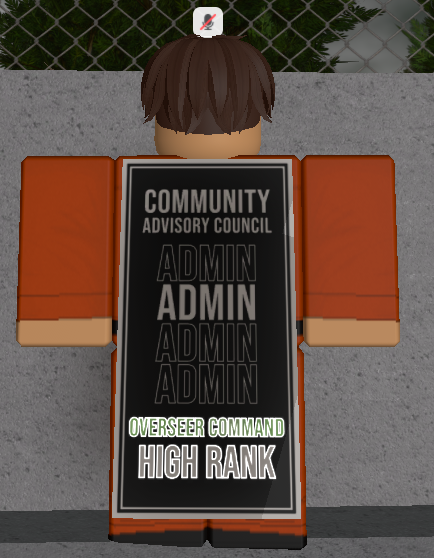 COMMUNITY
ADVISORY COUNCIL
ADMIN
ADMIN
ADMIN
ADMIN
OVERSEER COMMAND
HIGH RANK